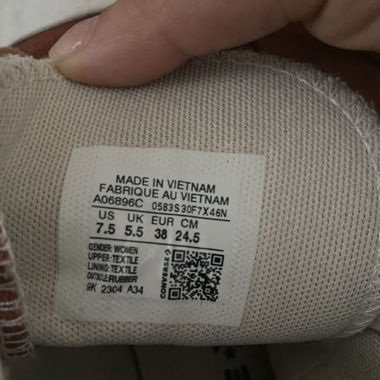 MADE IN VIETNAM
FABRIQUE AU VIETNAM
A06896C 0583S30F7X46N
US UK EUR CM
7.5 5.5 38 24.5
GENDER: WOMEN
UPPER: TEXTILE
LINING: TEXTILE
OUTSOLE:RUBBER
9K 2304 A34
CONVERSE